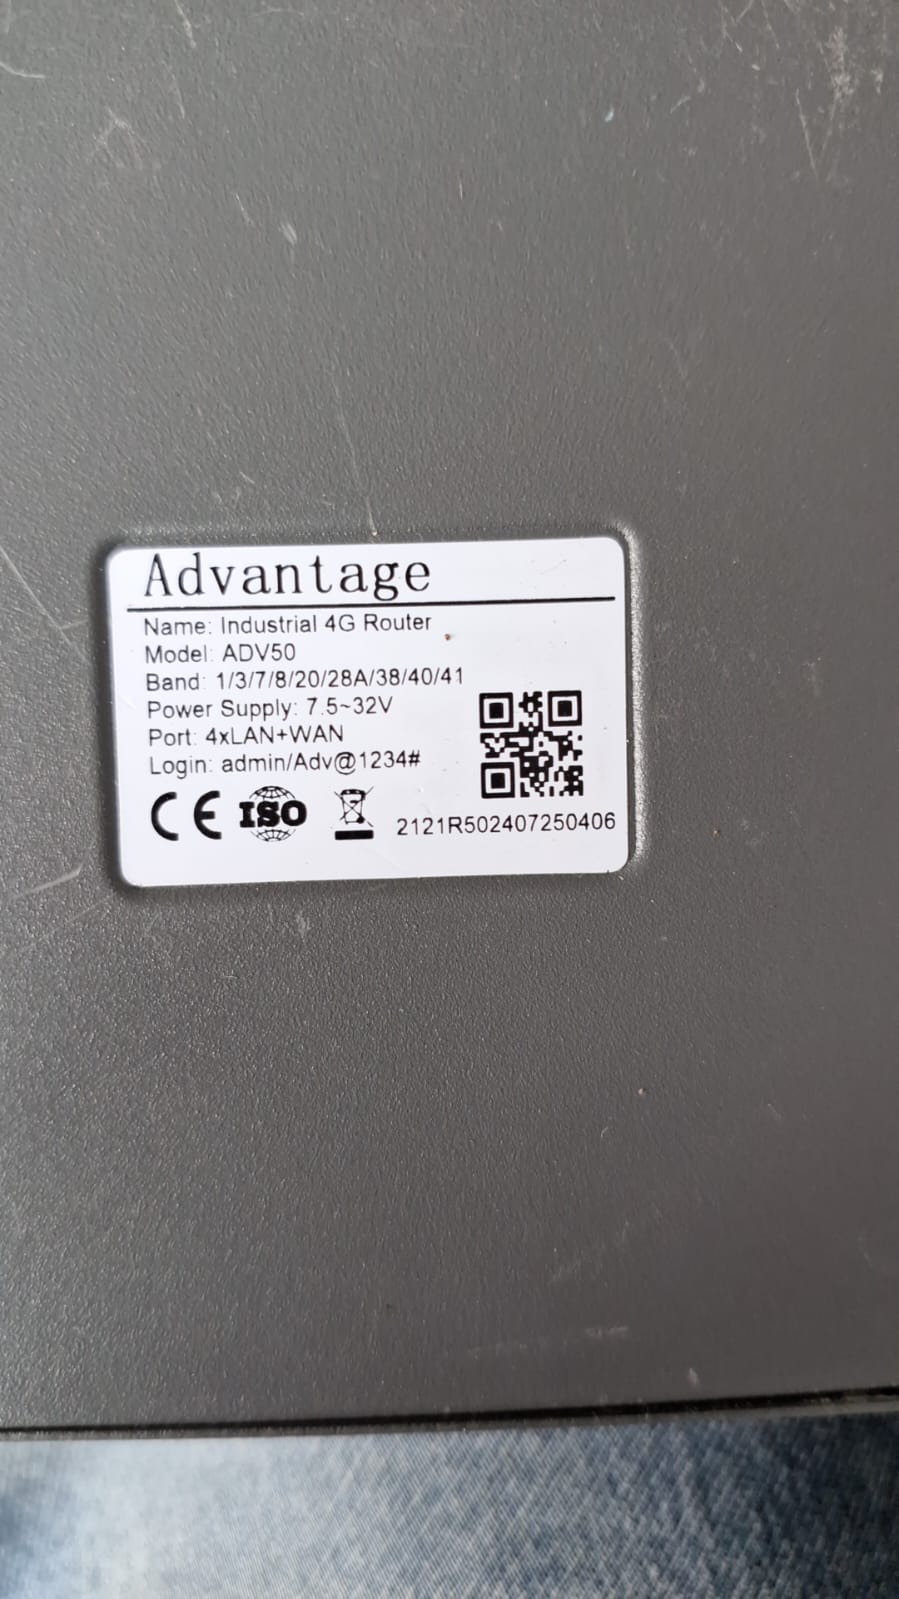 Advantage
Name: Industrial 4G Router
Model: ADV50
Band: 1/3/7/8/20/28A/38/40/41
Power Supply: 7.5~32V
Port: 4xLAN+WAN
Login: admin/Adv@1234#
CE ISO
2121R502407250406